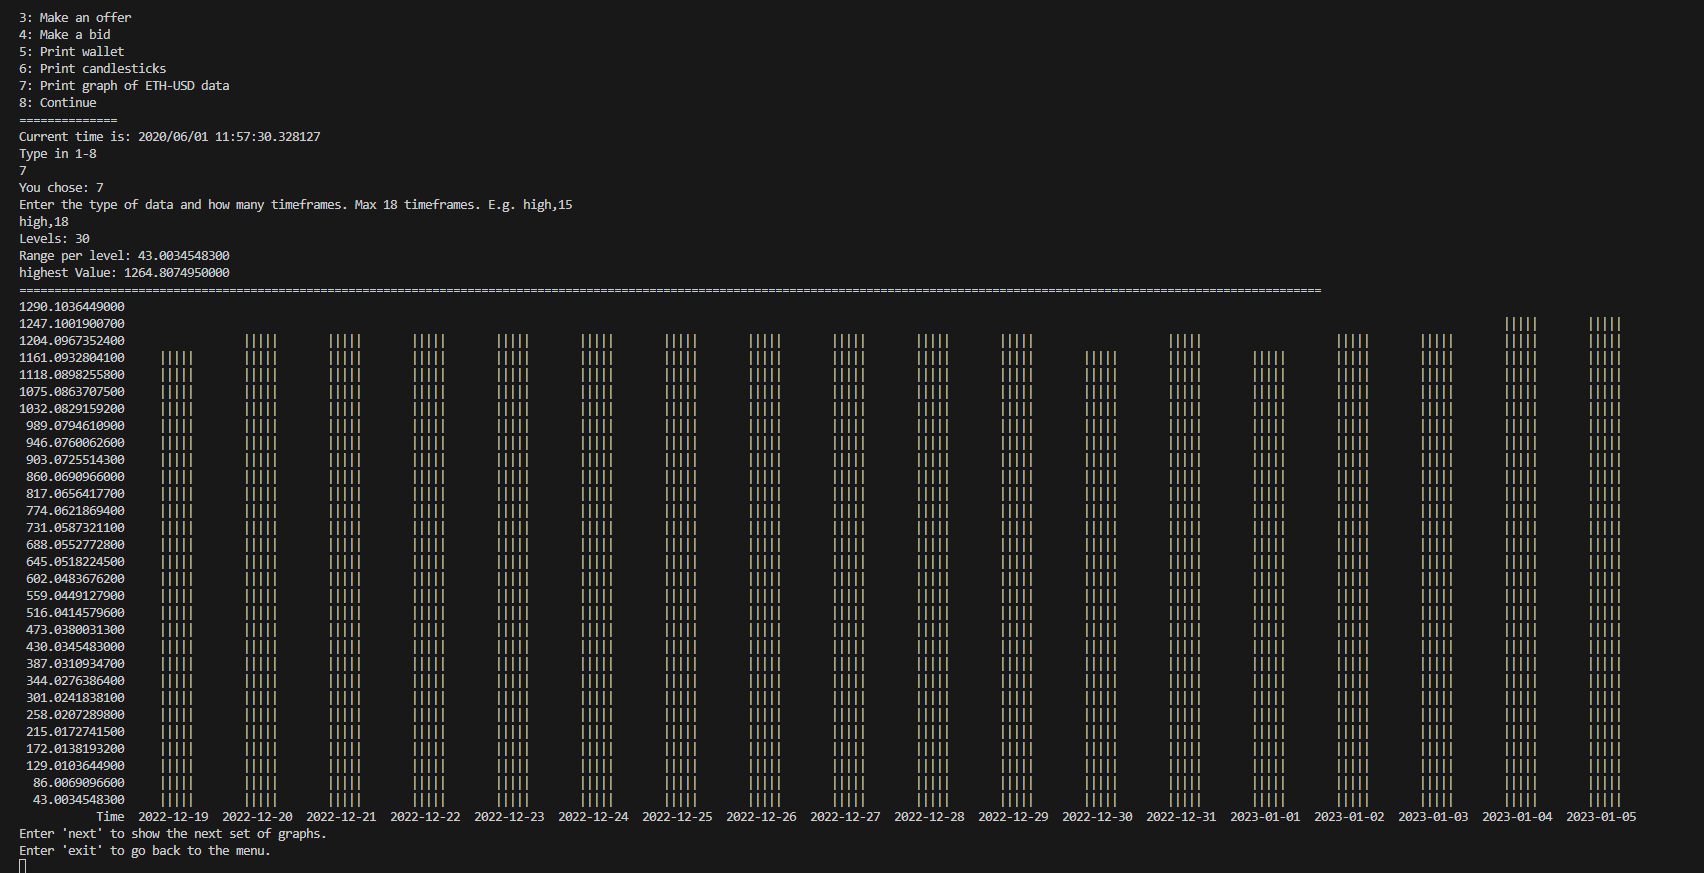 3: Make an offer
4: Make a bid
5: Print wallet
6: Print candlesticks
7: Print graph of ETH-USD data
8: Continue
==============
Current time is: 2020/06/01 11:57:30.328127
Type in 1-8
7
You chose: 7
Enter the type of data and how many timeframes. Max 18 timeframes. E.g. high,15
high,18
Levels: 30
Range per level: 43.0034548300
highest Value: 1264.8074950000
==========================================================================================================================================================================================
1290.1036449000
1247.1001900700
1204.0967352400
1161.0932804100
1118.0898255800
1075.0863707500
1032.0829159200
989.0794610900
946.0760062600
903.0725514300
860.0690966000
817.0656417700
774.0621869400
731.0587321100
688.0552772800
645.0518224500
602.0483676200
559.0449127900
516.0414579600
473.0380031300
430.0345483000
387.0310934700
344.0276386400
301.0241838100
258.0207289800
215.0172741500
172.0138193200
129.0103644900
86.0069096600
43.0034548300
Time 2022-12-19 2022-12-20 2022-12-21 2022-12-22 2022-12-23 2022-12-24 2022-12-25 2022-12-26 2022-12-27 2022-12-28 2022-12-29 2022-12-30 2022-12-31 2023-01-01 2023-01-02 2023-01-03 2023-01-04 2023-01-05
Enter 'next' to show the next set of graphs.
Enter 'exit' to go back to the menu.